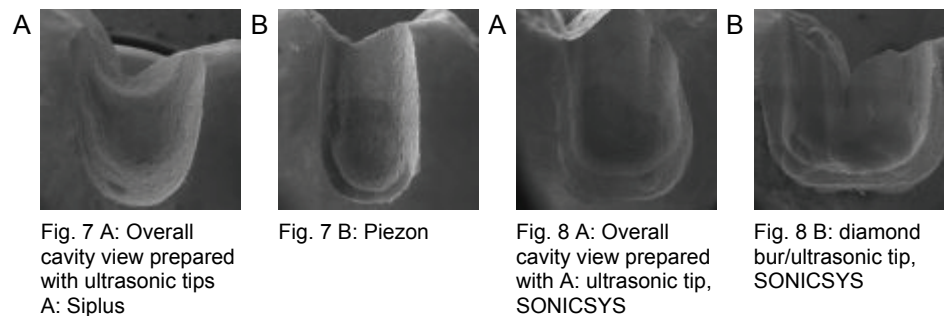 A
B
A
B
Fig. 7 A: Overall
cavity view prepared
with ultrasonic tips
A: Siplus
Fig. 7 B: Piezon
Fig. 8 A: Overall
cavity view prepared
with A: ultrasonic tip,
SONICSYS
Fig. 8 B: diamond
bur/ultrasonic tip,
SONICSYS